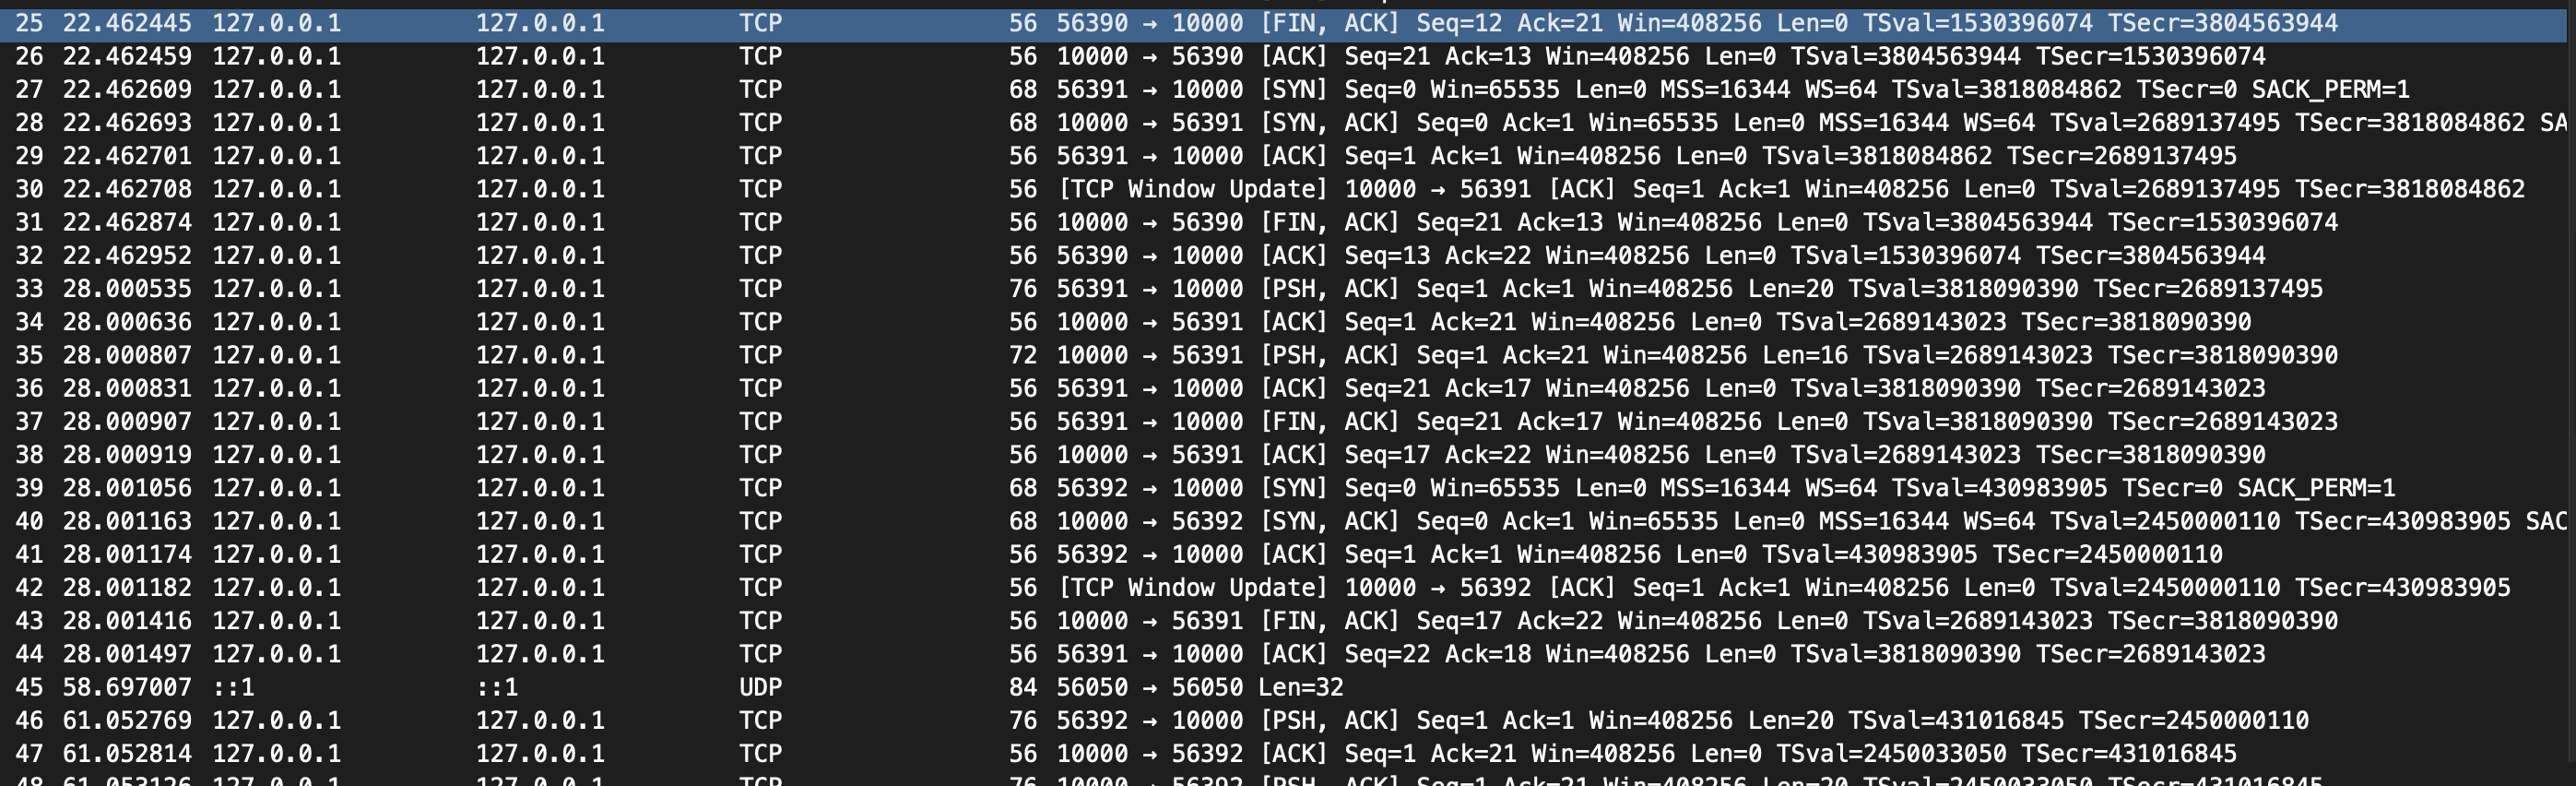 25 22.462445 127.0.0.1 127.0.0.1 TCP 56 56390 → 10000 [FIN, ACK] Seq=12 Ack=21 Win=408256 Len=0 TSval=1530396074 TSecr=3804563944
26 22.462459 127.0.0.1 127.0.0.1 TCP 56 10000 → 56390 [ACK] Seq=21 Ack=13 Win=408256 Len=0 TSval=3804563944 TSecr=1530396074
27 22.462609 127.0.0.1 127.0.0.1 TCP 68 56391 → 10000 [SYN] Seq=0 Win=65535 Len=0 MSS=16344 WS=64 TSval=3818084862 TSecr=0 SACK_PERM=1
28 22.462693 127.0.0.1 127.0.0.1 TCP 68 10000 → 56391 [SYN, ACK] Seq=0 Ack=1 Win=65535 Len=0 MSS=16344 WS=64 TSval=2689137495 TSecr=3818084862 SA
29 22.462701 127.0.0.1 127.0.0.1 TCP 56 56391 → 10000 [ACK] Seq=1 Ack=1 Win=408256 Len=0 TSval=3818084862 TSecr=2689137495
30 22.462708 127.0.0.1 127.0.0.1 TCP 56 [TCP Window Update] 10000 → 56391 [ACK] Seq=1 Ack=1 Win=408256 Len=0 TSval=2689137495 TSecr=3818084862
31 22.462874 127.0.0.1 127.0.0.1 TCP 56 10000 → 56390 [FIN, ACK] Seq=21 Ack=13 Win=408256 Len=0 TSval=3804563944 TSecr=1530396074
32 22.462952 127.0.0.1 127.0.0.1 TCP 56 56390 → 10000 [ACK] Seq=13 Ack=22 Win=408256 Len=0 TSval=1530396074 TSecr=3804563944
33 28.000535 127.0.0.1 127.0.0.1 TCP 76 56391 → 10000 [PSH, ACK] Seq=1 Ack=1 Win=408256 Len=20 TSval=3818090390 TSecr=2689137495
34 28.000636 127.0.0.1 127.0.0.1 TCP 56 10000 → 56391 [ACK] Seq=1 Ack=21 Win=408256 Len=0 TSval=2689143023 TSecr=3818090390
35 28.000807 127.0.0.1 127.0.0.1 TCP 72 10000 → 56391 [PSH, ACK] Seq=1 Ack=21 Win=408256 Len=16 TSval=2689143023 TSecr=3818090390
36 28.000831 127.0.0.1 127.0.0.1 TCP 56 56391 → 10000 [ACK] Seq=21 Ack=17 Win=408256 Len=0 TSval=3818090390 TSecr=2689143023
37 28.000907 127.0.0.1 127.0.0.1 TCP 56 56391 → 10000 [FIN, ACK] Seq=21 Ack=17 Win=408256 Len=0 TSval=3818090390 TSecr=2689143023
38 28.000919 127.0.0.1 127.0.0.1 TCP 56 10000 → 56391 [ACK] Seq=17 Ack=22 Win=408256 Len=0 TSval=2689143023 TSecr=3818090390
39 28.001056 127.0.0.1 127.0.0.1 TCP 68 56392 → 10000 [SYN] Seq=0 Win=65535 Len=0 MSS=16344 WS=64 TSval=430983905 TSecr=0 SACK_PERM=1
40 28.001163 127.0.0.1 127.0.0.1 TCP 68 10000 → 56392 [SYN, ACK] Seq=0 Ack=1 Win=65535 Len=0 MSS=16344 WS=64 TSval=2450000110 TSecr=430983905 SAC
41 28.001174 127.0.0.1 127.0.0.1 TCP 56 56392 → 10000 [ACK] Seq=1 Ack=1 Win=408256 Len=0 TSval=430983905 TSecr=2450000110
42 28.001182 127.0.0.1 127.0.0.1 TCP 56 [TCP Window Update] 10000 → 56392 [ACK] Seq=1 Ack=1 Win=408256 Len=0 TSval=2450000110 TSecr=430983905
43 28.001416 127.0.0.1 127.0.0.1 TCP 56 10000 → 56391 [FIN, ACK] Seq=17 Ack=22 Win=408256 Len=0 TSval=2689143023 TSecr=3818090390
44 28.001497 127.0.0.1 127.0.0.1 TCP 56 56391 → 10000 [ACK] Seq=22 Ack=18 Win=408256 Len=0 TSval=3818090390 TSecr=2689143023
45 58.697007 ::1 ::1 UDP 84 56050 → 56050 Len=32
46 61.052769 127.0.0.1 127.0.0.1 TCP 76 56392 → 10000 [PSH, ACK] Seq=1 Ack=1 Win=408256 Len=20 TSval=431016845 TSecr=2450000110
47 61.052814 127.0.0.1 127.0.0.1 TCP 56 10000 → 56392 [ACK] Seq=1 Ack=21 Win=408256 Len=0 TSval=2450033050 TSecr=431016845
48 61.053126 127.0.0.1 127.0.0.1 TCP 76 10000 → 56392 [PSH, ACK] Seq=1 Ack=21 Win=408256 Len=20 TSval=2450033050 TSecr=431016845